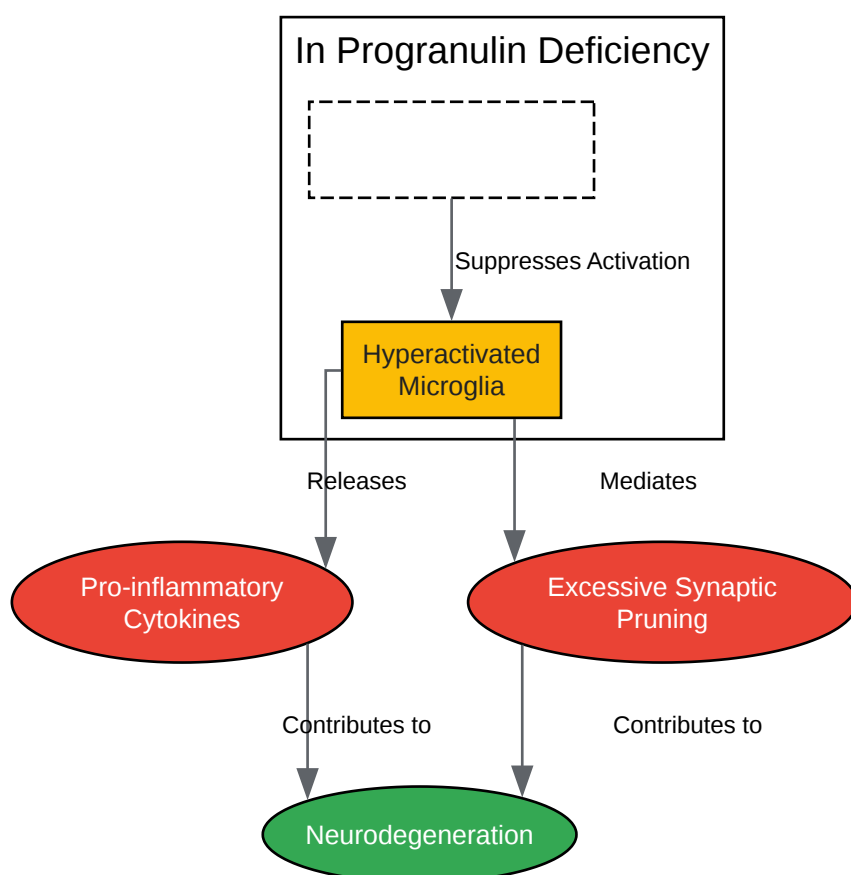 In Progranulin Deficiency
Suppresses Activation
Hyperactivated
Microglia
Releases
Mediates
Pro-inflammatory
Cytokines
Excessive Synaptic
Pruning
Contributes to
Contributes to
Neurodegeneration